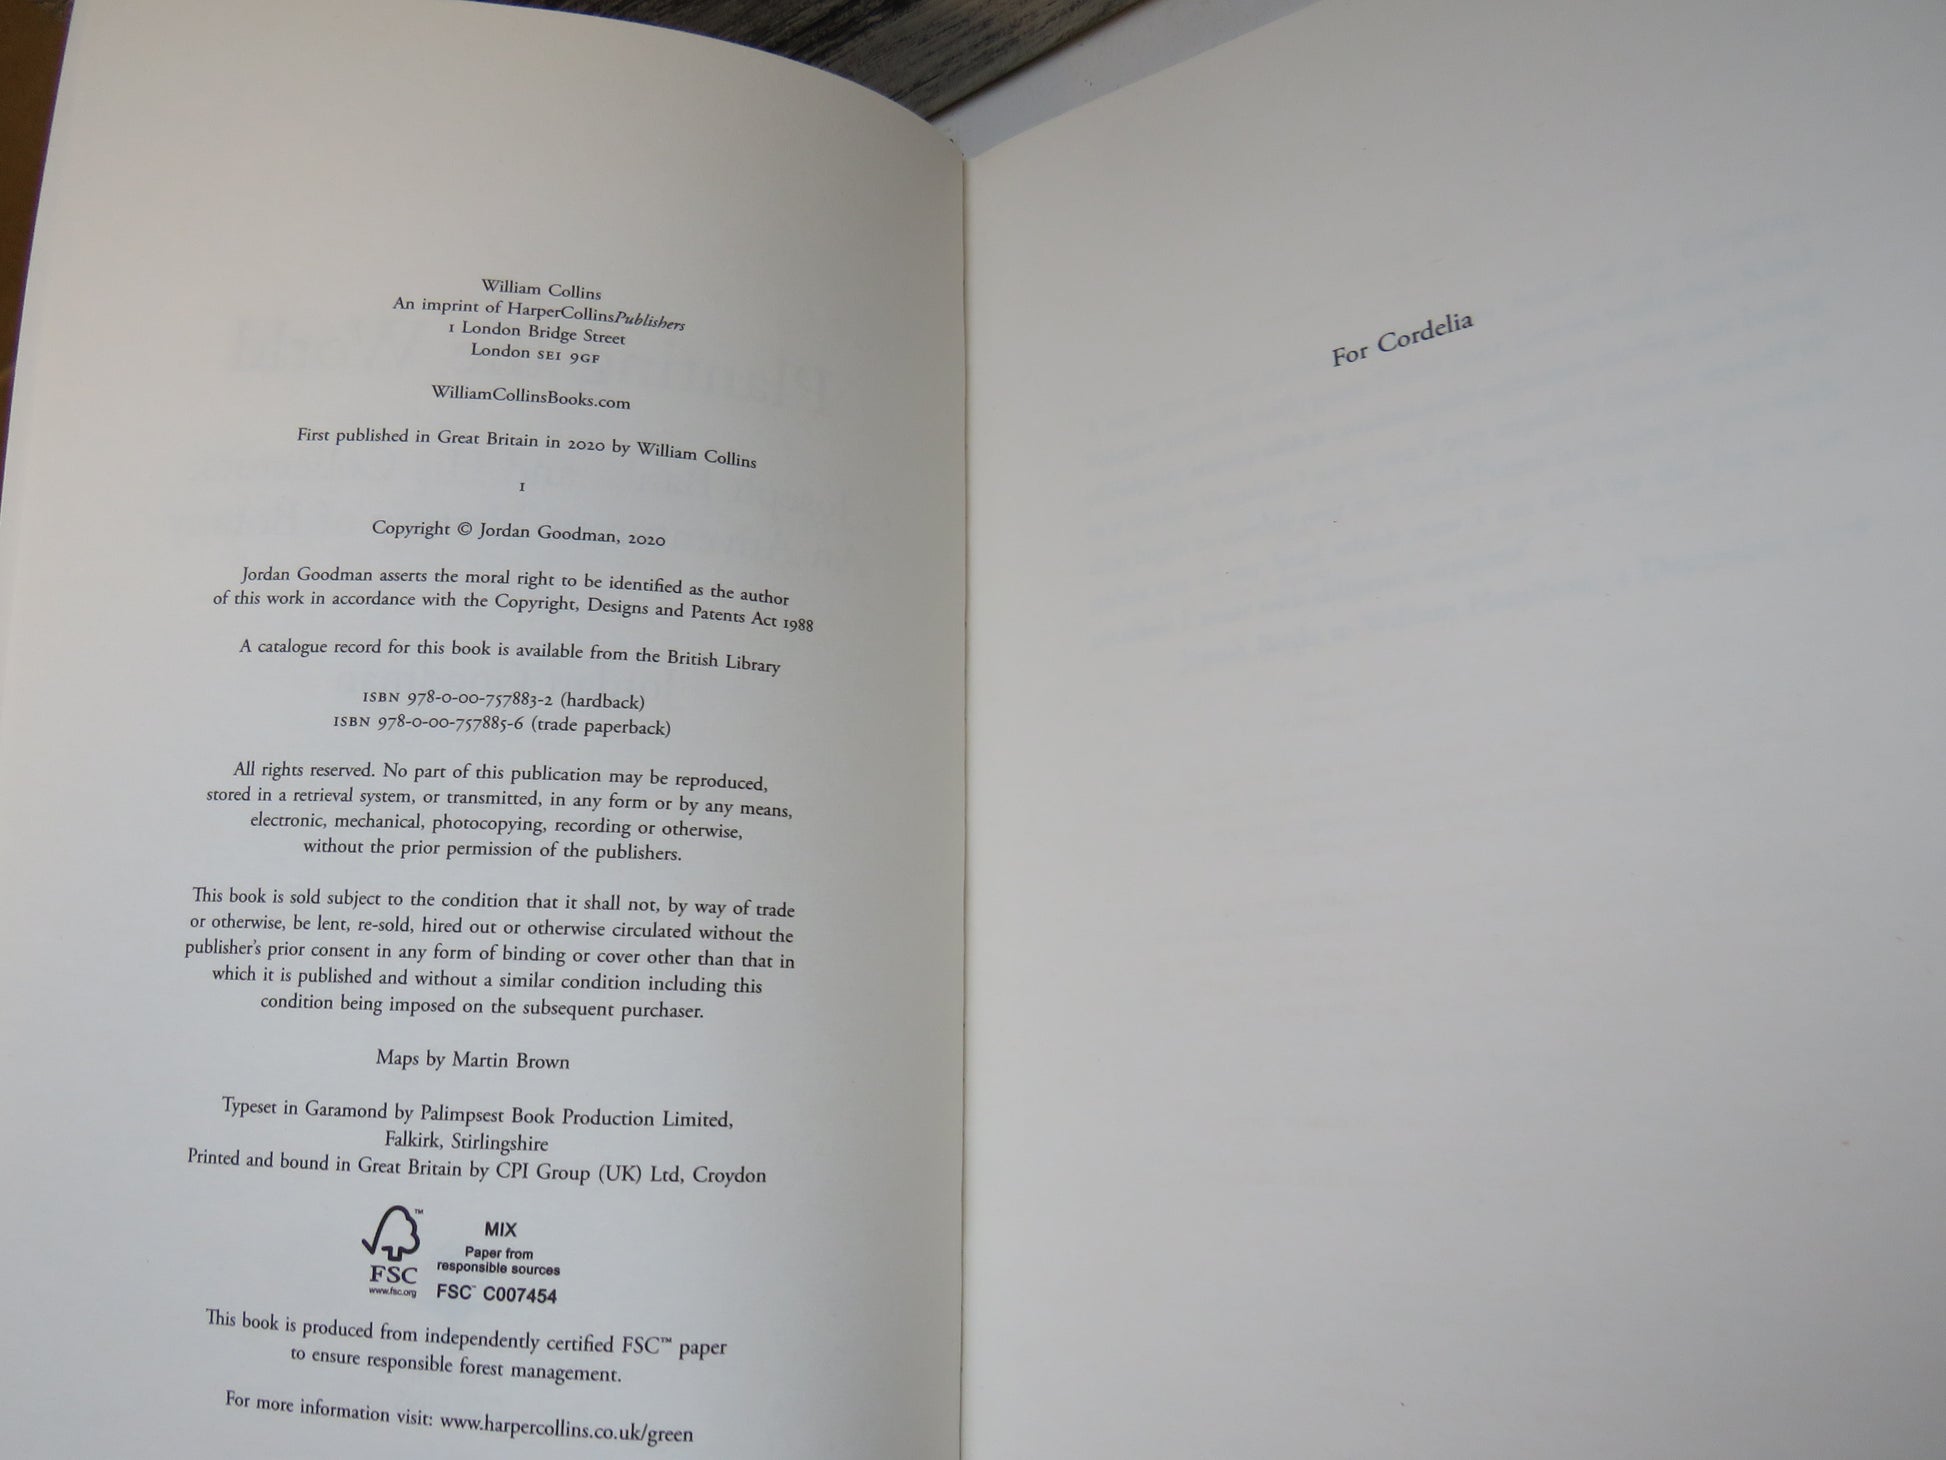 William Collins
An imprint of HarperCollinsPublishers
1 London Bridge Street
London SE1 9GF
WilliamCollinsBooks.com
First published in Great Britain in 2020 by William Collins
1
Copyright © Jordan Goodman, 2020
Jordan Goodman asserts the moral right to be identified as the author
of this work in accordance with the Copyright, Designs and Patents Act 1988
A catalogue record for this book is available from the British Library
ISBN 978-0-00-757883-2 (hardback)
ISBN 978-0-00-757885-6 (trade paperback)
All rights reserved. No part of this publication may be reproduced,
stored in a retrieval system, or transmitted, in any form or by any means,
electronic, mechanical, photocopying, recording or otherwise,
without the prior permission of the publishers.
This book is sold subject to the condition that it shall not, by way of trade
or otherwise, be lent, re-sold, hired out or otherwise circulated without the
publisher's prior consent in any form of binding or cover other than that in
which it is published and without a similar condition including this
condition being imposed on the subsequent purchaser.
Maps by Martin Brown
Typeset in Garamond by Palimpsest Book Production Limited,
Falkirk, Stirlingshire
Printed and bound in Great Britain by CPI Group (UK) Ltd, Croydon
™
FSC
www.fsc.org
MIX
Paper from
responsible sources
FSC™ C007454
This book is produced from independently certified FSC™ paper
to ensure responsible forest management.
For more information visit: www.harpercollins.co.uk/green
For Cordelia